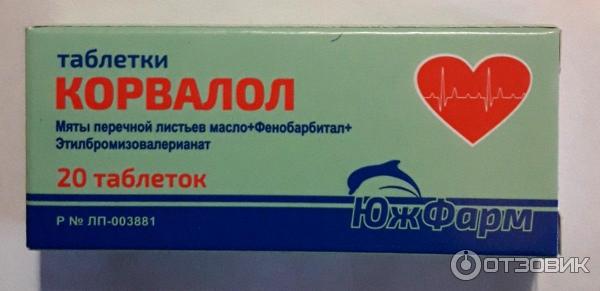 таблетки
КОРВАЛОЛ
Мяты перечной листьев масло+Фенобарбитал+
Этилбромизовалерианат
20 таблеток
Р № ЛП-003881
ЮжФарм
ОТЗОВИК